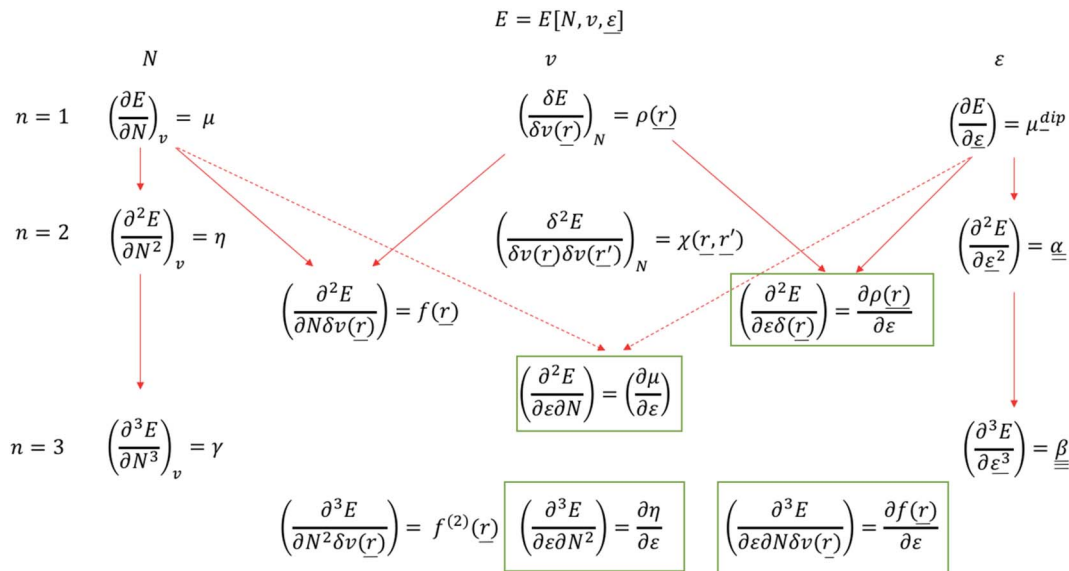 E = E[N, v, ε]
N v ε
n = 1 (∂E/∂N)_v = μ (δE/δv(r))_N = ρ(r) (∂E/∂ε) = μ^dip
n = 2 (∂²E/∂N²)_v = η (δ²E/δv(r)δv(r′))_N = χ(r, r′) (∂²E/∂ε²) = α
(∂²E/∂Nδv(r)) = f(r) (∂²E/∂εδ(r)) = ∂ρ(r)/∂ε
(∂²E/∂ε∂N) = (∂μ/∂ε)
n = 3 (∂³E/∂N³)_v = γ (∂³E/∂ε³) = β
(∂³E/∂N²δv(r)) = f⁽²⁾(r) (∂³E/∂ε∂N²) = ∂η/∂ε (∂³E/∂ε∂Nδv(r)) = ∂f(r)/∂ε